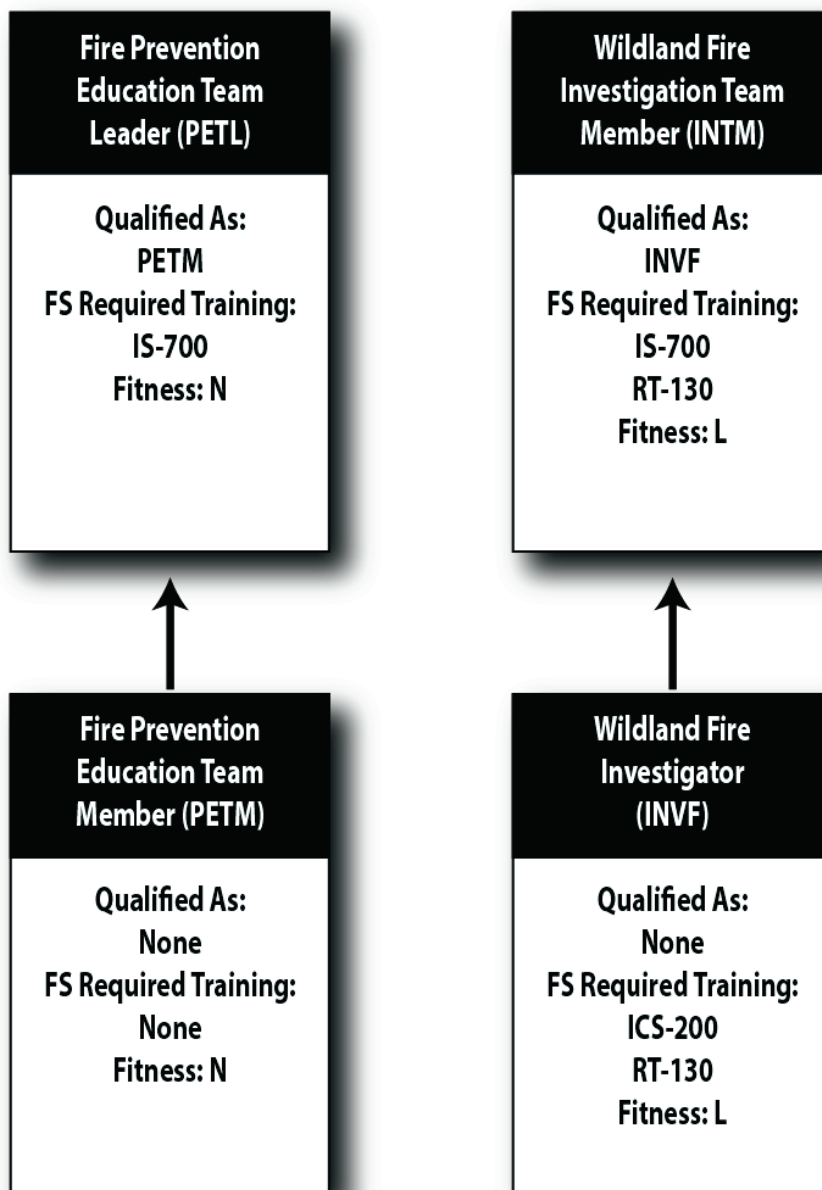 Fire Prevention
Education Team
Leader (PETL)
Qualified As:
PETM
FS Required Training:
IS-700
Fitness: N
Wildland Fire
Investigation Team
Member (INTM)
Qualified As:
INVF
FS Required Training:
IS-700
RT-130
Fitness: L
Fire Prevention
Education Team
Member (PETM)
Qualified As:
None
FS Required Training:
None
Fitness: N
Wildland Fire
Investigator
(INVF)
Qualified As:
None
FS Required Training:
ICS-200
RT-130
Fitness: L